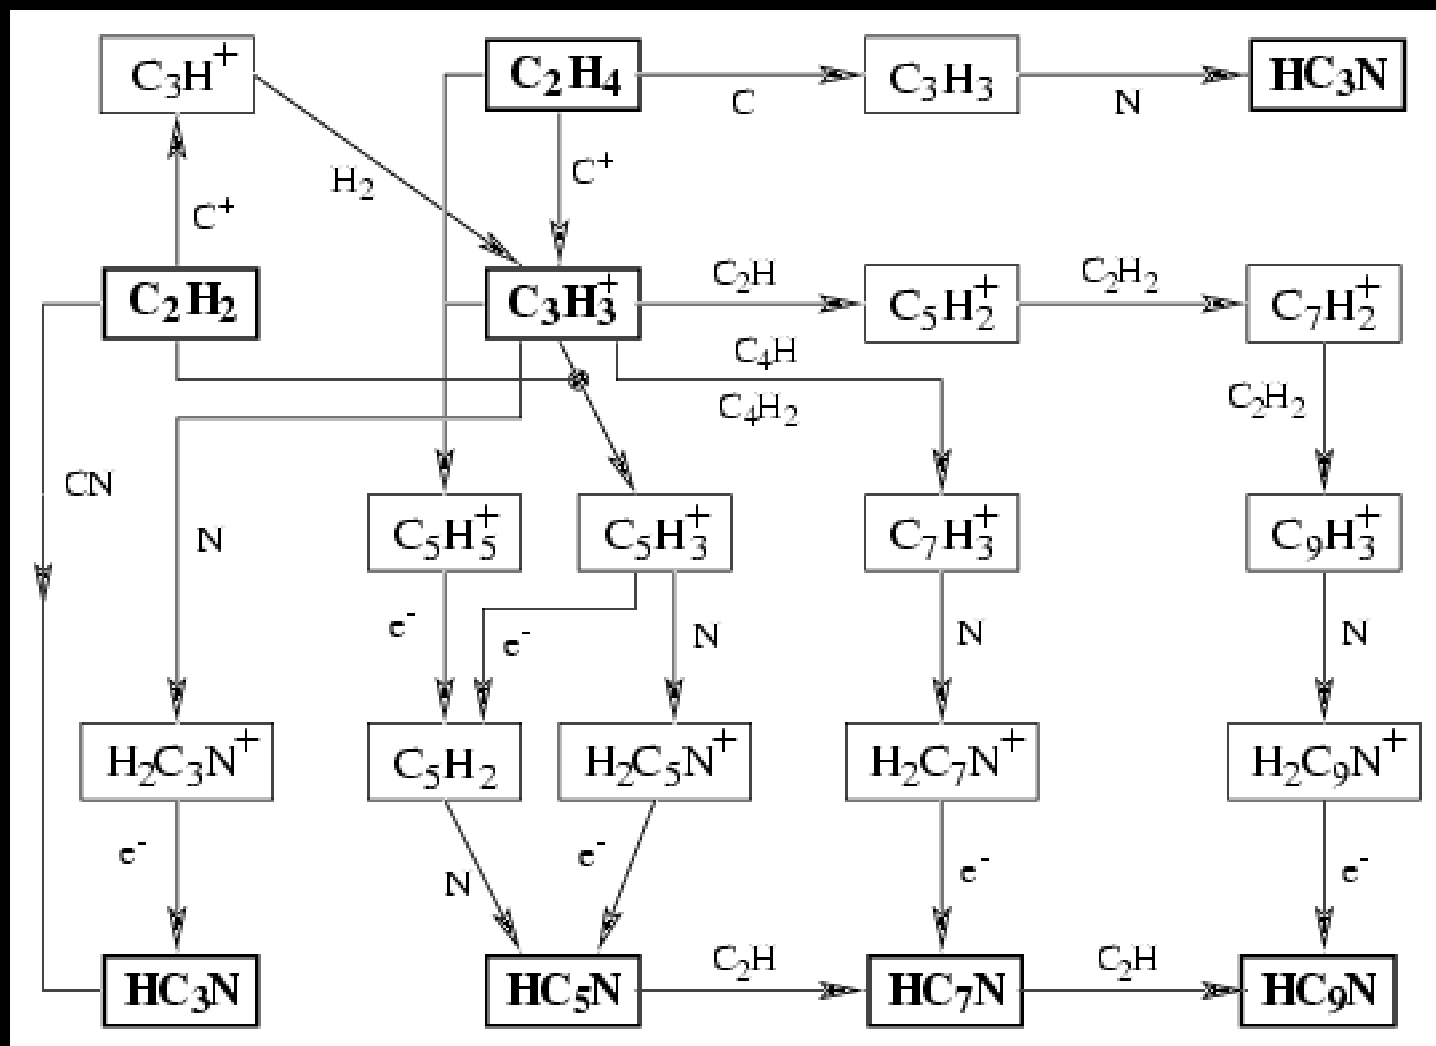 C₃H⁺
C₂H₄
C
C₃H₃
N
HC₃N
C⁺
H₂
C⁺
C₂H₂
C₃H₃⁺
C₂H
C₅H₂⁺
C₂H₂
C₇H₂⁺
C₄H
C₄H₂
C₂H₂
CN
N
C₅H₅⁺
C₅H₃⁺
C₇H₃⁺
C₉H₃⁺
e⁻
e⁻
N
N
N
H₂C₃N⁺
C₅H₂
H₂C₅N⁺
H₂C₇N⁺
H₂C₉N⁺
e⁻
N
e⁻
e⁻
e⁻
HC₃N
HC₅N
C₂H
HC₇N
C₂H
HC₉N